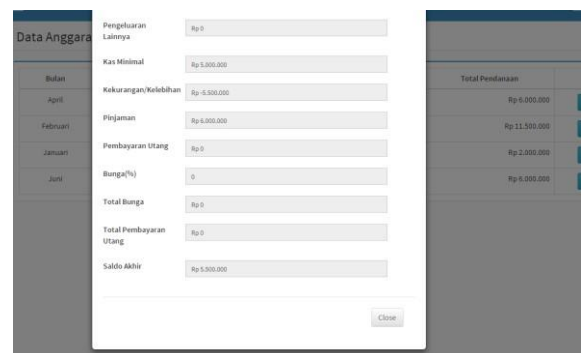 Data Anggara
Pengeluaran Lainnya
Rp 0
Kas Minimal
Rp 5.000.000
Kekurangan/Kelebihan
Rp -5.500.000
Pinjaman
Rp 6.000.000
Pembayaran Utang
Rp 0
Bunga(%)
0
Total Bunga
Rp 0
Total Pembayaran Utang
Rp 0
Saldo Akhir
Rp 5.500.000
Close
Bulan
Total Pendanaan
April
Rp 6.000.000
Februari
Rp 11.500.000
Januari
Rp 2.000.000
Juni
Rp 6.000.000